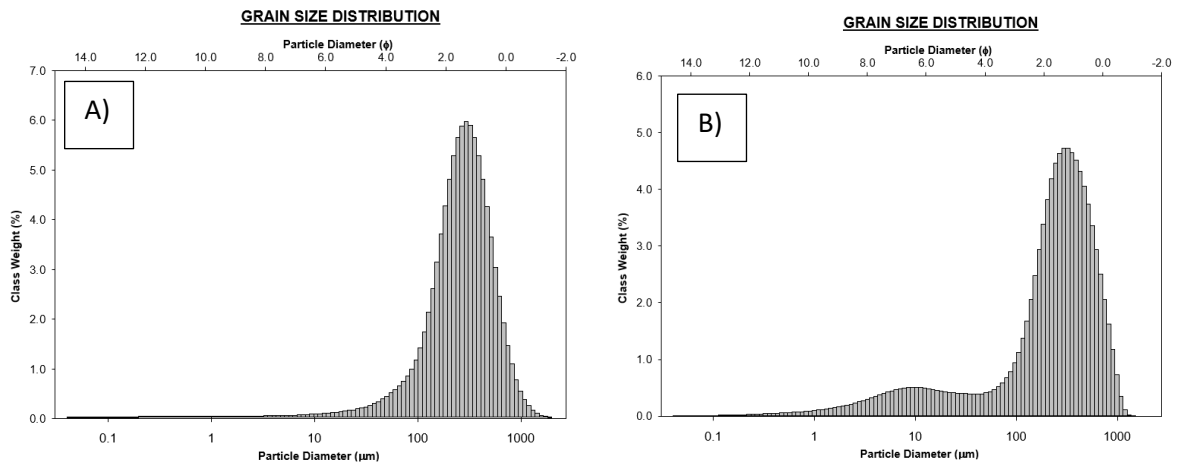 GRAIN SIZE DISTRIBUTION
Particle Diameter (ϕ)
14.0 12.0 10.0 8.0 6.0 4.0 2.0 0.0 -2.0
A)
Class Weight (%)
7.0
6.0
5.0
4.0
3.0
2.0
1.0
0.0
0.1 1 10 100 1000
Particle Diameter (μm)
GRAIN SIZE DISTRIBUTION
Particle Diameter (ϕ)
14.0 12.0 10.0 8.0 6.0 4.0 2.0 0.0 -2.0
B)
Class Weight (%)
6.0
5.0
4.0
3.0
2.0
1.0
0.0
0.1 1 10 100 1000
Particle Diameter (μm)